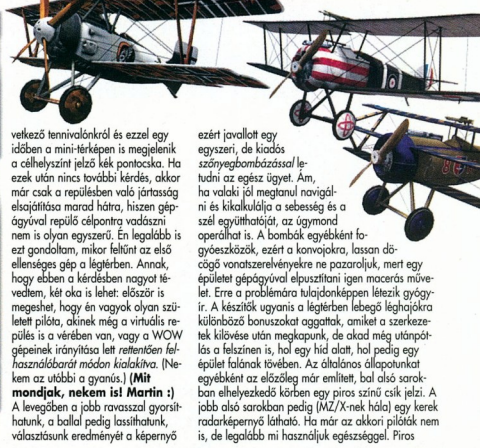 vetkező tennivalónkról és ezzel egy
időben a mini-térképen is megjelenik
a célhelyszínt jelző kék pontocska. Ha
ezek után nincs további kérdés, akkor
már csak a repülésben való jártasság
elsajátítása marad hátra, hiszen gép-
ágyúval repülő célpontra vadászni
nem is olyan egyszerű. Én legalább is
ezt gondoltam, mikor feltűnt az első
ellenséges gép a légtérben. Annak,
hogy ebben a kérdésben nagyot té-
vedtem, két oka is lehet: először is
megeshet, hogy én vagyok olyan szü-
letett pilóta, akinek még a virtuális re-
pülés is a vérében van, vagy a WOW
gépeinek irányítása lett rettentően fel-
használóbarát módon kialakítva. (Ne-
kem az utóbbi a gyanús.) (Mit
mondjak, nekem is! Martin :)
A levegőben a jobb ravasszal gyorsít-
hatunk, a ballal pedig lassíthatunk,
választásunk eredményét a képernyő
ezért javallott egy
egyszeri, de kiadós
szőnyegbombázással le-
tudni az egész ügyet. Ám,
ha valaki jól megtanul navigál-
ni és kikalkulálja a sebesség és a
szél együtthatóját, az úgymond
operálhat is. A bombák egyébként fo-
gyóeszközök, ezért a konvojokra, lassan dö-
cögő vonatszerelvényekre ne pazaroljuk, mert egy
épületet gépágyúval elpusztítani igen macerás műve-
let. Erre a problémára tulajdonképpen létezik gyógy-
ír. A készítők ugyanis a légtérben lebegő léghajókra
különböző bonuszokat aggattak, amiket a szerkeze-
tek kilövése után megkapunk, de akad még utánpót-
lás a felszínen is, hol egy híd alatt, hol pedig egy
épület falának tövében. Az általános állapotunkat
egyébként az előzőleg már említett, bal alsó sarok-
ban elhelyezkedő körben egy piros színű csík jelzi. A
jobb alsó sarokban pedig (MZ/X-nek hála) egy kerek
radarképernyő látható. Ha már az akkori pilóták nem
is, de legalább mi használjuk egészséggel. Piros